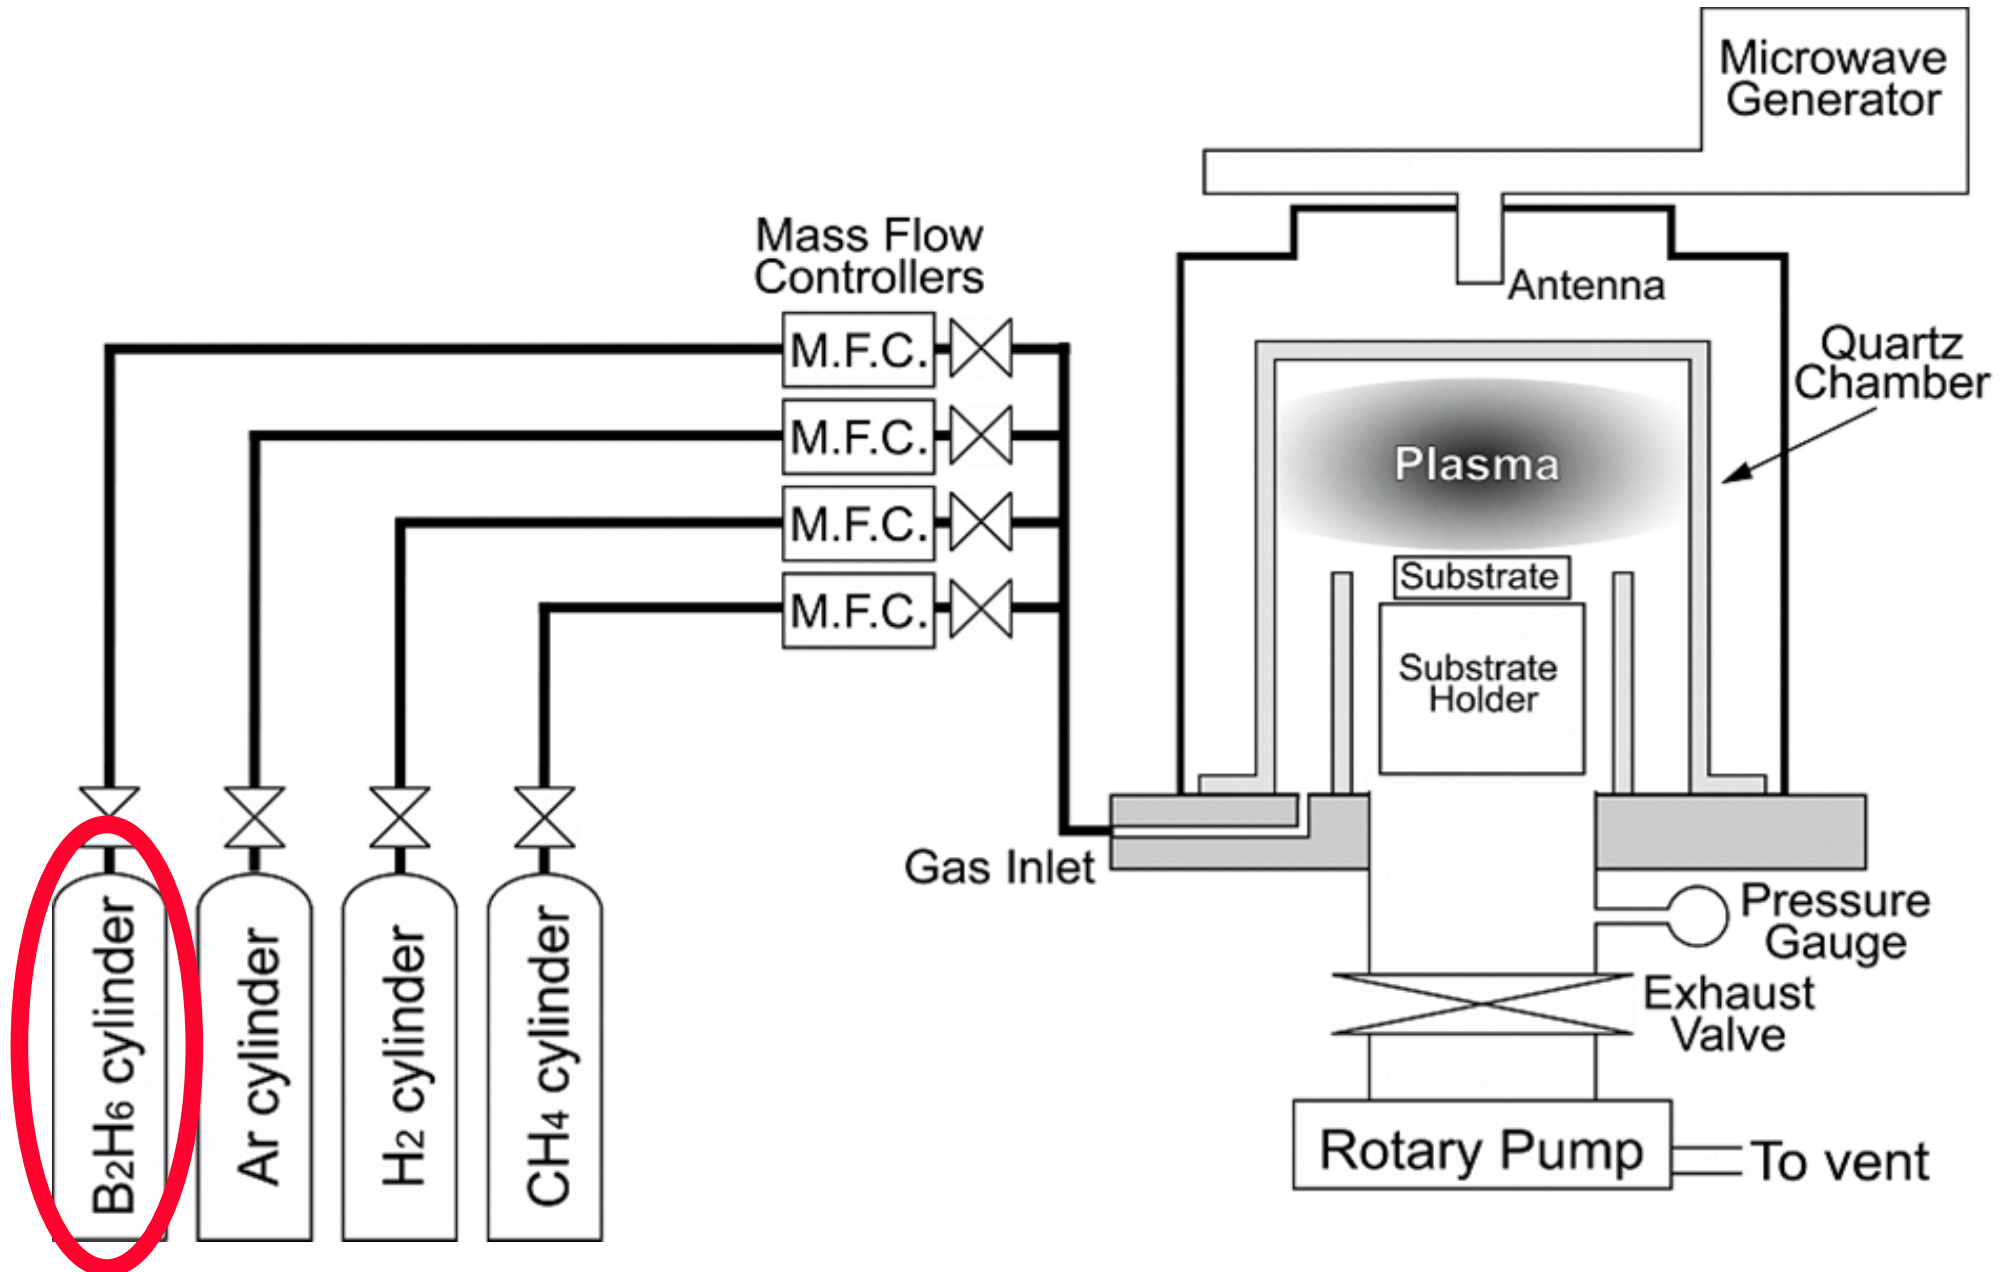 Microwave
Generator
Mass Flow
Controllers
Antenna
M.F.C.
Quartz
Chamber
M.F.C.
Plasma
M.F.C.
Substrate
M.F.C.
Substrate
Holder
Gas Inlet
Pressure
Gauge
B2H6 cylinder
Ar cylinder
H2 cylinder
CH4 cylinder
Exhaust
Valve
Rotary Pump
To vent